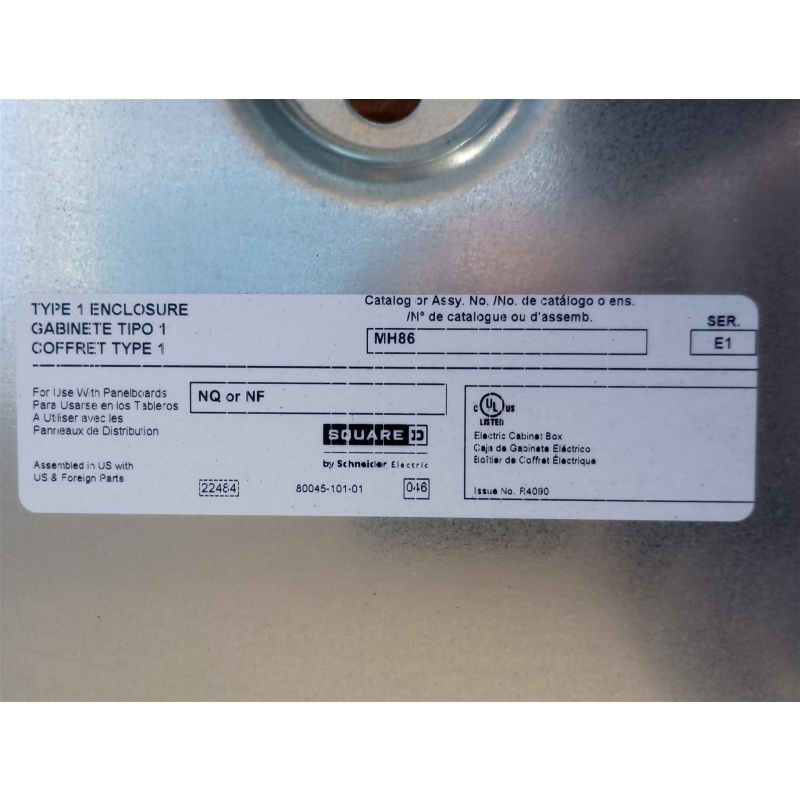 TYPE 1 ENCLOSURE
GABINETE TIPO 1
COFFRET TYPE 1
Catalog or Assy. No. /No. de catálogo o ens.
/N° de catalogue ou d'assemb.
MH86
SER.
E1
For Use With Panelboards
Para Usarse en los Tableros
A Utiliser avec les
Panneaux de Distribution
NQ or NF
Assembled in US with
US & Foreign Parts
SQUARE D
by Schneider Electric
22484
80045-101-01
046
C UL US
LISTED
Electric Cabinet Box
Caja de Gabinete Eléctrico
Boîtier de Coffret Électrique
Issue No. R4090